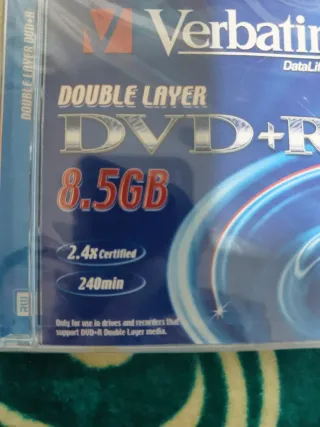 Verbatim
DataLif
DOUBLE LAYER
DVD+R
8.5GB
2.4x Certified
240min
Only for use in drives and recorders that
support DVD+R Double Layer media.
DOUBLE LAYER DVD+R